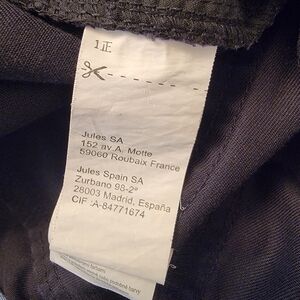 Jules SA
152 av A. Motte
59060 Roubaix France
Jules Spain SA
Zurbano 98-2º
28003 Madrid, España
CIF :A-84771674